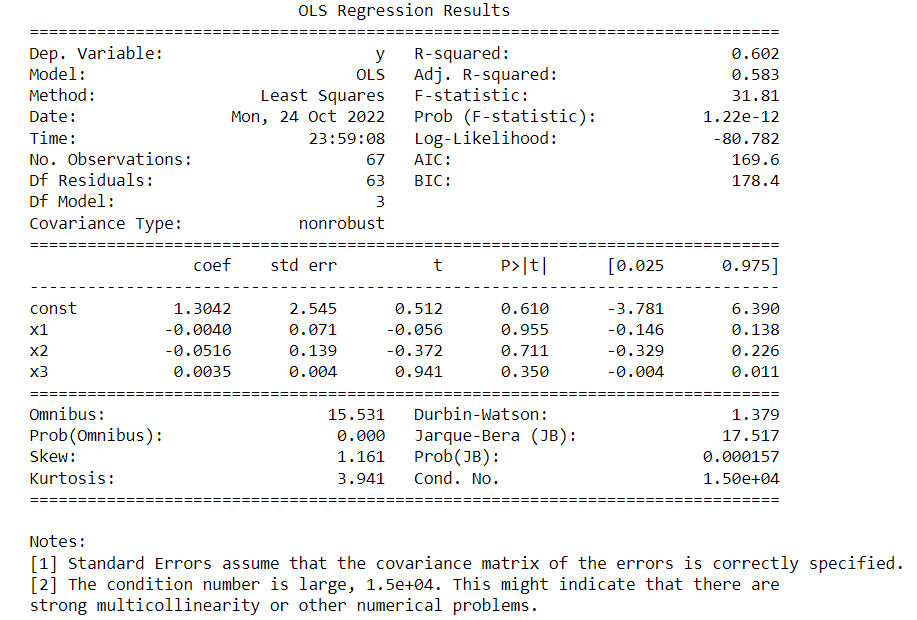 OLS Regression Results
==============================================================================
Dep. Variable:                      y   R-squared:                       0.602
Model:                            OLS   Adj. R-squared:                  0.583
Method:                 Least Squares   F-statistic:                     31.81
Date:                Mon, 24 Oct 2022   Prob (F-statistic):           1.22e-12
Time:                        23:59:08   Log-Likelihood:                -80.782
No. Observations:                  67   AIC:                             169.6
Df Residuals:                      63   BIC:                             178.4
Df Model:                           3
Covariance Type:            nonrobust
==============================================================================
                 coef    std err          t      P>|t|      [0.025      0.975]
------------------------------------------------------------------------------
const          1.3042      2.545      0.512      0.610      -3.781       6.390
x1            -0.0040      0.071     -0.056      0.955      -0.146       0.138
x2            -0.0516      0.139     -0.372      0.711      -0.329       0.226
x3             0.0035      0.004      0.941      0.350      -0.004       0.011
==============================================================================
Omnibus:                       15.531   Durbin-Watson:                   1.379
Prob(Omnibus):                  0.000   Jarque-Bera (JB):               17.517
Skew:                           1.161   Prob(JB):                     0.000157
Kurtosis:                       3.941   Cond. No.                     1.50e+04
==============================================================================
Notes:
[1] Standard Errors assume that the covariance matrix of the errors is correctly specified.
[2] The condition number is large, 1.5e+04. This might indicate that there are
strong multicollinearity or other numerical problems.